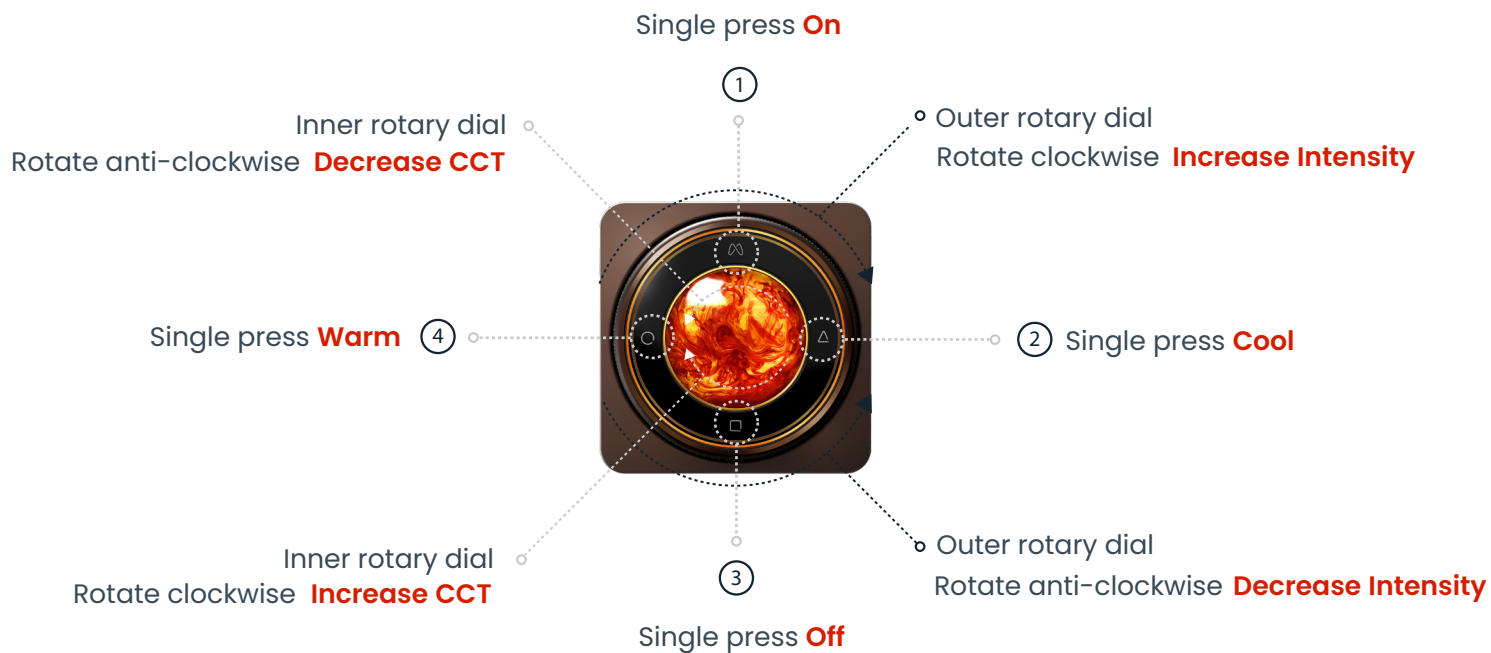 Single press On
1
Inner rotary dial
Rotate anti-clockwise Decrease CCT
Outer rotary dial
Rotate clockwise Increase Intensity
Single press Warm 4
2 Single press Cool
Inner rotary dial
Rotate clockwise Increase CCT
Outer rotary dial
Rotate anti-clockwise Decrease Intensity
3
Single press Off